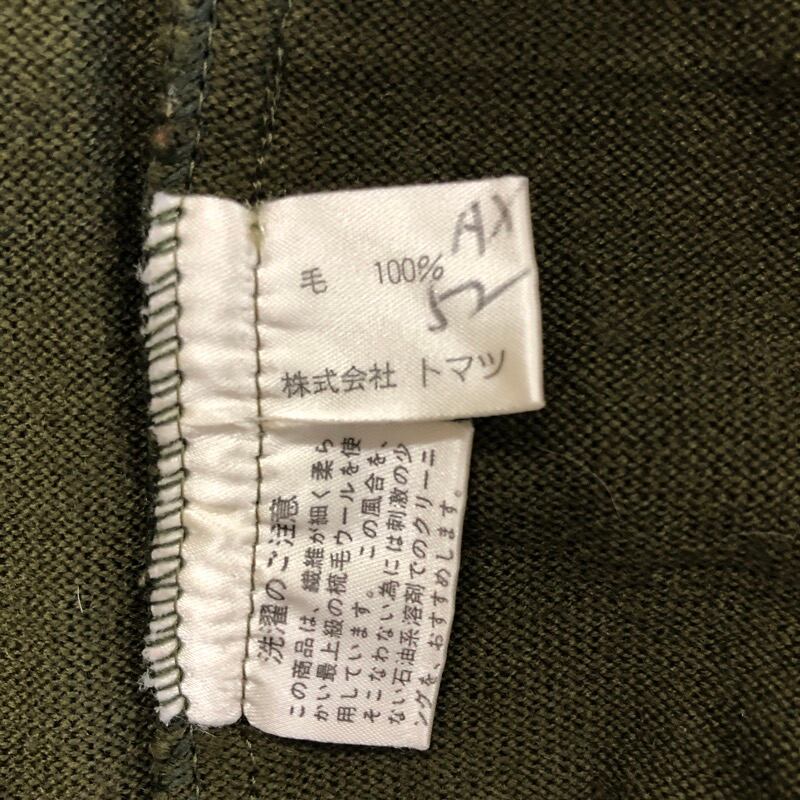 毛 100%
AX
52
株式会社 トマツ
洗濯のご注意
この商品は、繊維が細く柔ら
かい最上級の梳毛ウールを使
用しています。この風合を、
そこなわない為には刺激の少
ない石油系溶剤でのクリーニ
ングを、おすすめします。